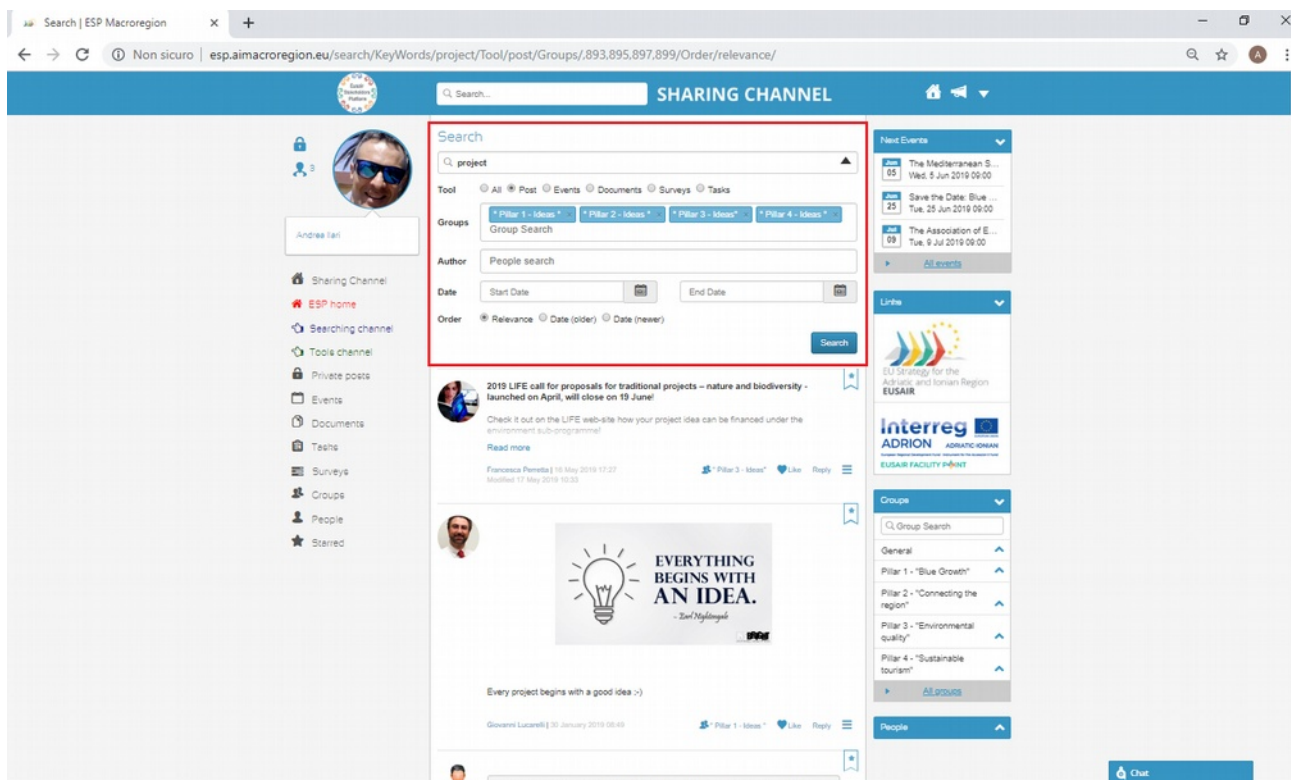 Search | ESP Macroregion
Non sicuro | esp.aimacroregion.eu/search/KeyWords/project/Tool/post/Groups/,893,895,897,899/Order/relevance/
A
Search...
SHARING CHANNEL
3
Andrea Ilari
Sharing Channel
ESP home
Searching channel
Tools channel
Private posts
Events
Documents
Tasks
Surveys
Groups
People
Starred
Search
project
Tool All Post Events Documents Surveys Tasks
Groups * Pillar 1 - Ideas * x * Pillar 2 - Ideas * x * Pillar 3 - Ideas* x * Pillar 4 - Ideas * x
Group Search
Author People search
Date Start Date End Date
Order Relevance Date (older) Date (newer)
Search
2019 LIFE call for proposals for traditional projects – nature and biodiversity -
launched on April, will close on 19 June!
Check it out on the LIFE web-site how your project idea can be financed under the
environment sub-programme!
Read more
Francesca Perretta | 16 May 2019 17:27
Modified 17 May 2019 10:33
* Pillar 3 - Ideas* Like Reply
EVERYTHING
BEGINS WITH
AN IDEA.
- Earl Nightingale
Every project begins with a good idea :-)
Giovanni Lucarelli | 30 January 2019 08:49
* Pillar 1 - Ideas * Like Reply
Next Events
Jun
05
The Mediterranean S...
Wed, 5 Jun 2019 09:00
Jun
25
Save the Date: Blue ...
Tue, 25 Jun 2019 09:00
Jul
09
The Association of E...
Tue, 9 Jul 2019 09:00
All events
Links
EU Strategy for the
Adriatic and Ionian Region
EUSAIR
Interreg
ADRION ADRIATIC-IONIAN
EUSAIR FACILITY POINT
Groups
Group Search
General
Pillar 1 - "Blue Growth"
Pillar 2 - "Connecting the
region"
Pillar 3 - "Environmental
quality"
Pillar 4 - "Sustainable
tourism"
All groups
People
Chat